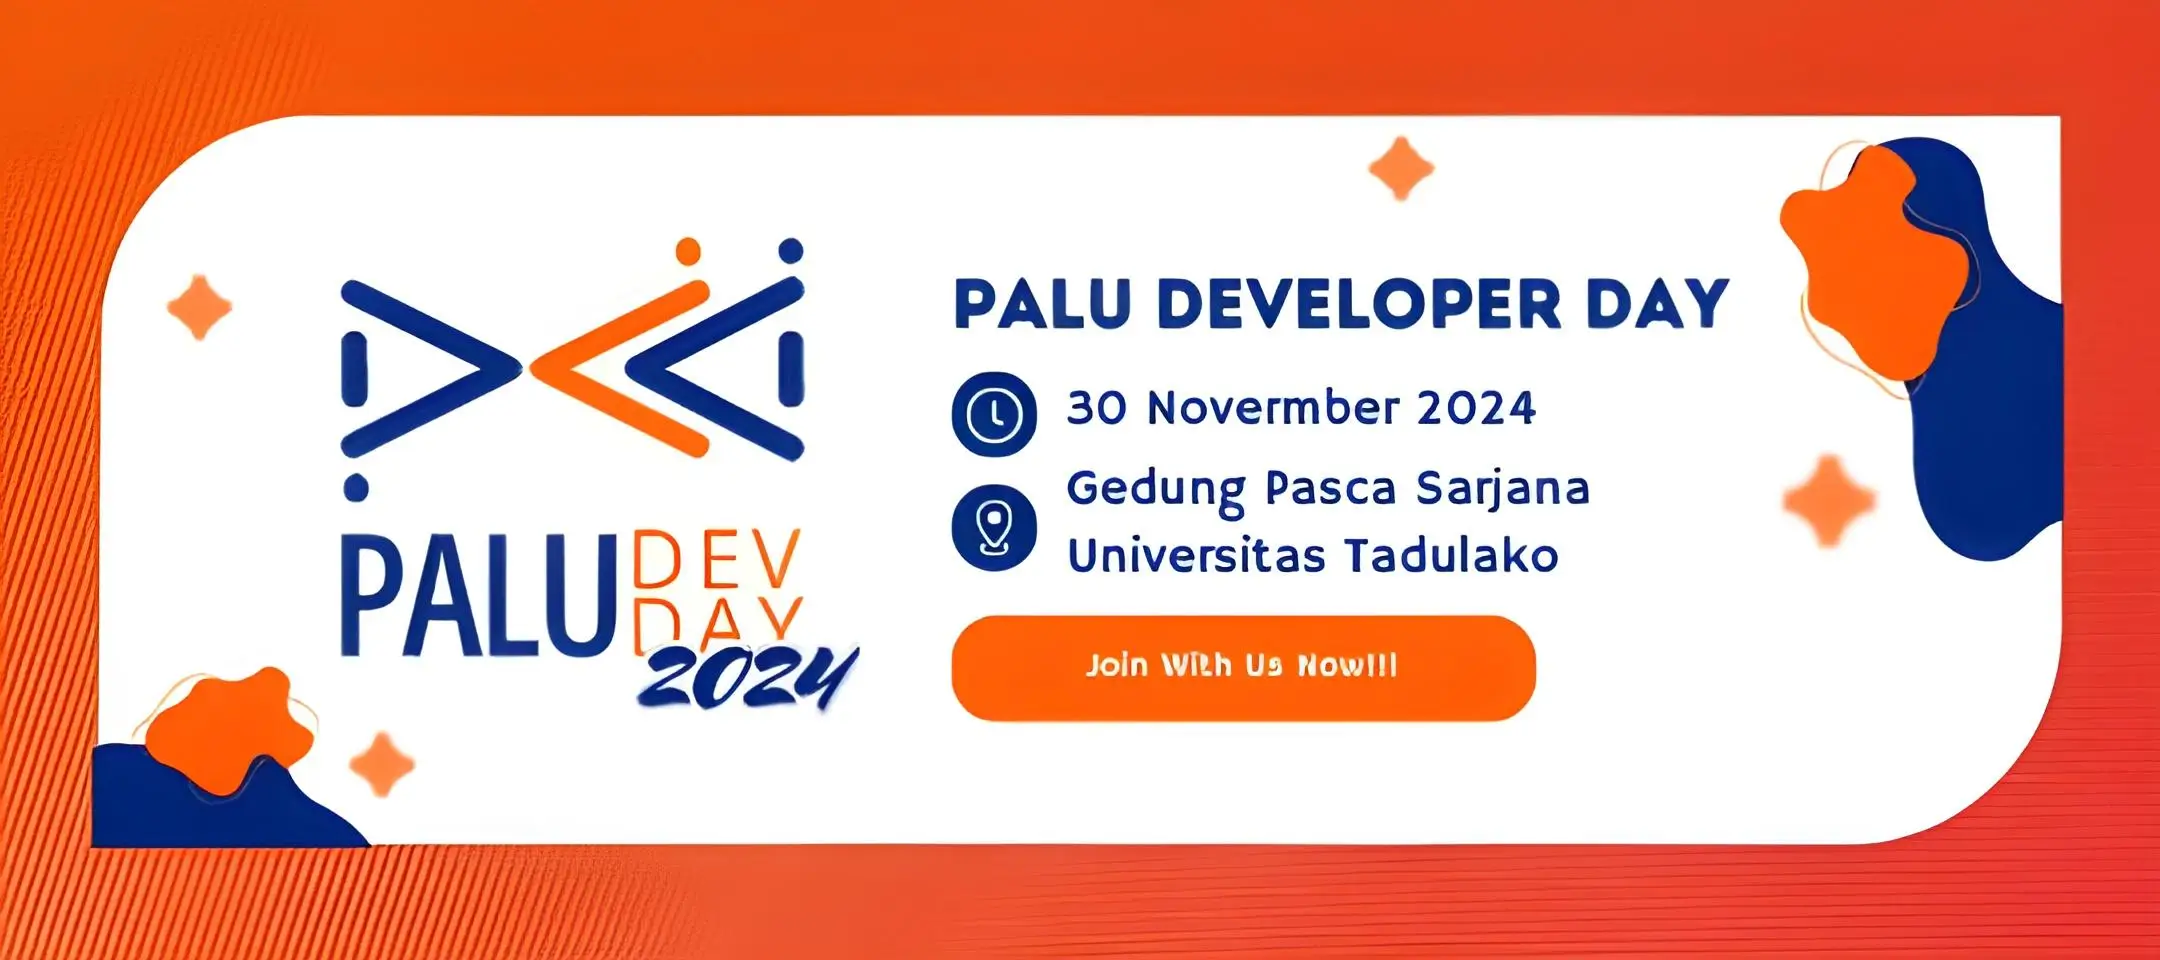 PALU DEV
DAY
2024
PALU DEVELOPER DAY
30 Novermber 2024
Gedung Pasca Sarjana
Universitas Tadulako
Join With Us Now!!!